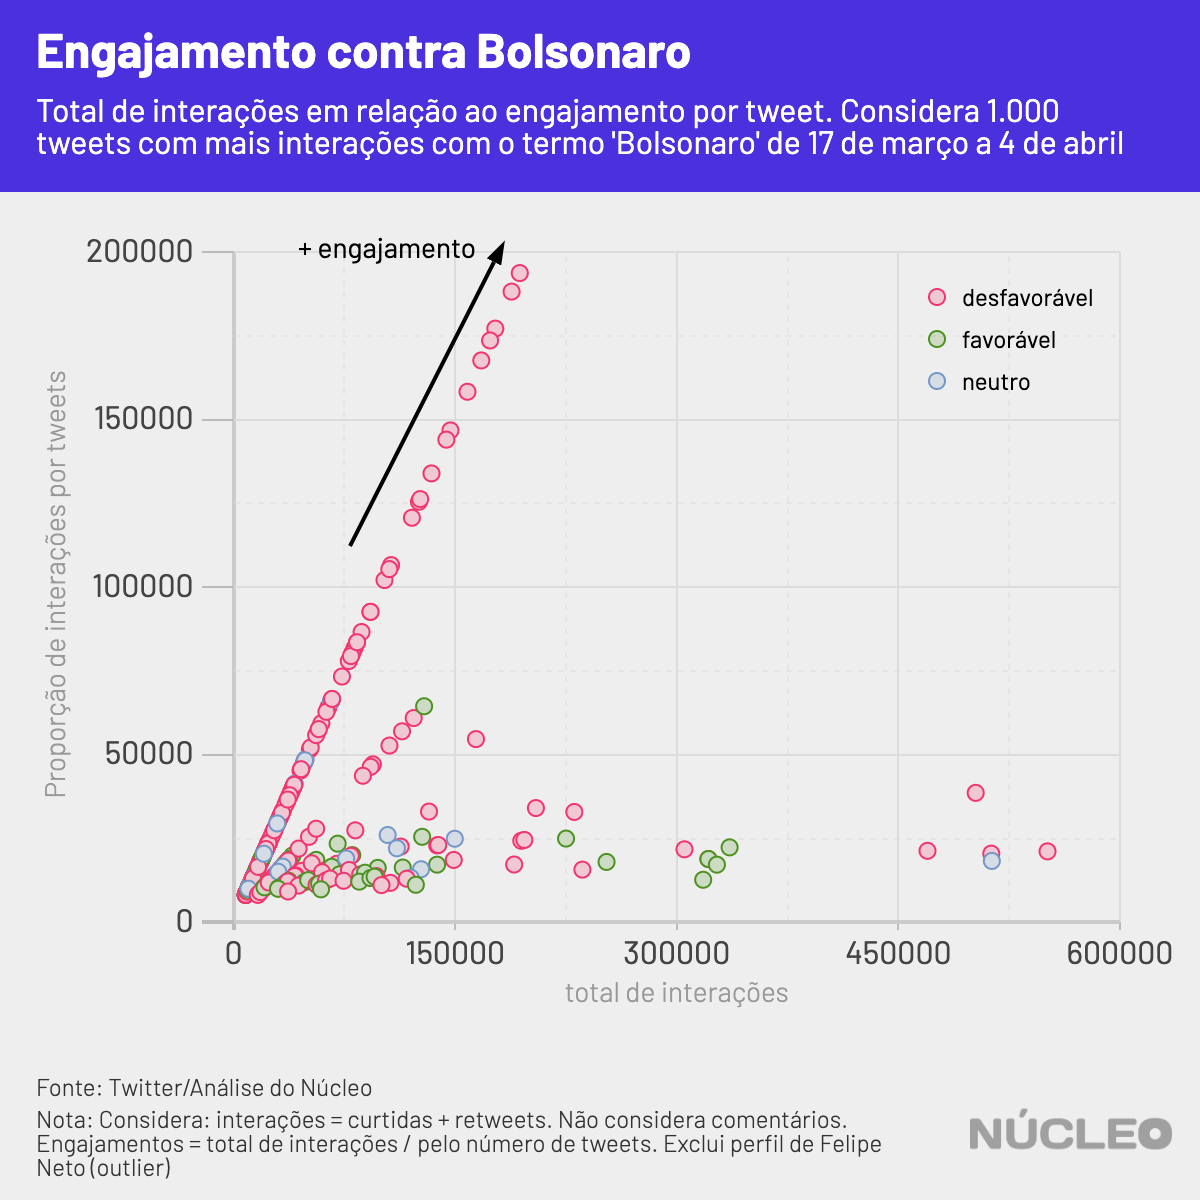 Engajamento contra Bolsonaro
Total de interações em relação ao engajamento por tweet. Considera 1.000
tweets com mais interações com o termo 'Bolsonaro' de 17 de março a 4 de abril
+ engajamento
desfavorável
favorável
neutro
Proporção de interações por tweets
200000
150000
100000
50000
0
0
150000
300000
450000
600000
total de interações
Fonte: Twitter/Análise do Núcleo
Nota: Considera: interações = curtidas + retweets. Não considera comentários.
Engajamentos = total de interações / pelo número de tweets. Exclui perfil de Felipe
Neto (outlier)
NÚCLEO